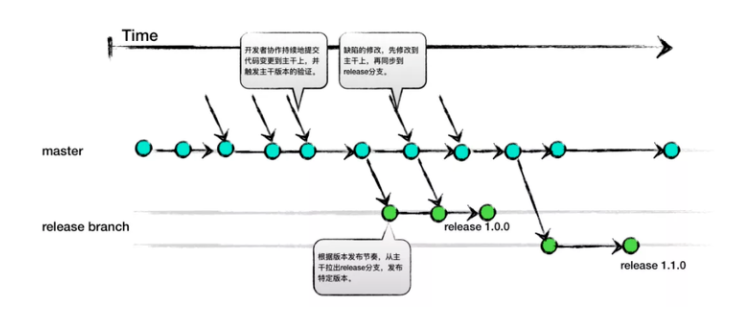 Time
开发者协作持续地提交
代码变更到主干上，并
触发主干版本的验证。
缺陷的修改，先修改到
主干上，再同步到
release分支。
master
release branch
release 1.0.0
根据版本发布节奏，从主
干拉出release分支，发布
特定版本。
release 1.1.0